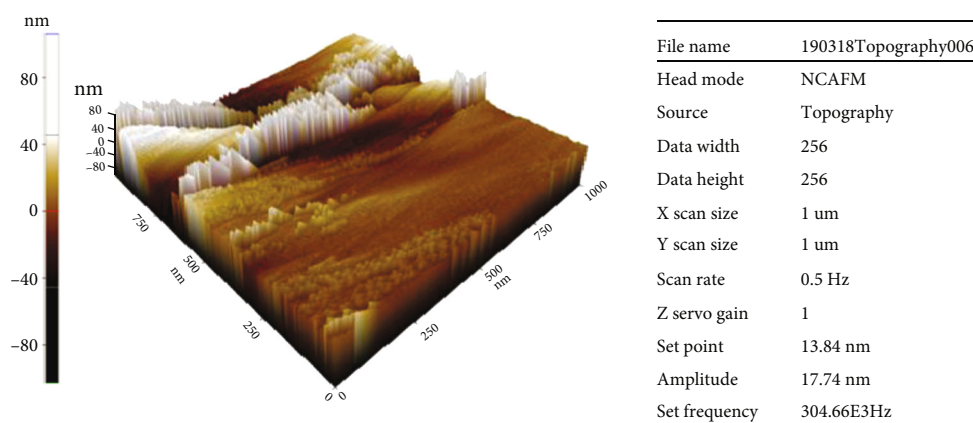 nm
80
40
0
−40
−80
nm
80
40
0
−40
−80
750
500
nm
250
0
0
250
500
nm
750
1000
File name 190318Topography006
Head mode NCAFM
Source Topography
Data width 256
Data height 256
X scan size 1 um
Y scan size 1 um
Scan rate 0.5 Hz
Z servo gain 1
Set point 13.84 nm
Amplitude 17.74 nm
Set frequency 304.66E3Hz